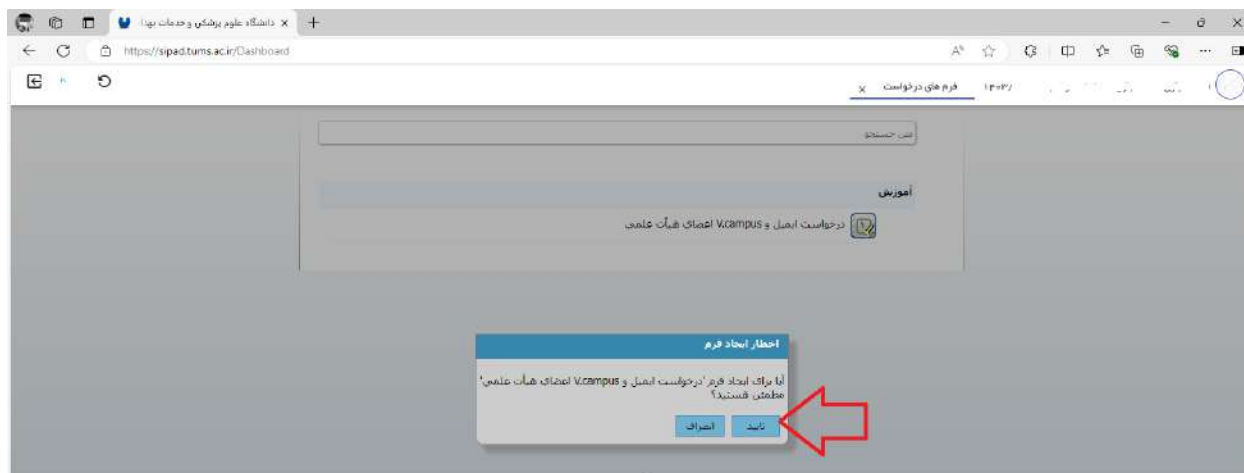 دانشگاه علوم پزشکی و خدمات بهدا
https://sipad.tums.ac.ir/Dashboard
فرم های درخواست
۱۴۰۳/
متن جستجو
آموزش
درخواست ایمیل و V.campus اعضای هیأت علمی
اخطار ایجاد فرم
آیا برای ایجاد فرم 'درخواست ایمیل و V.campus اعضای هیأت علمی'
مطمئن هستید؟
تایید انصراف